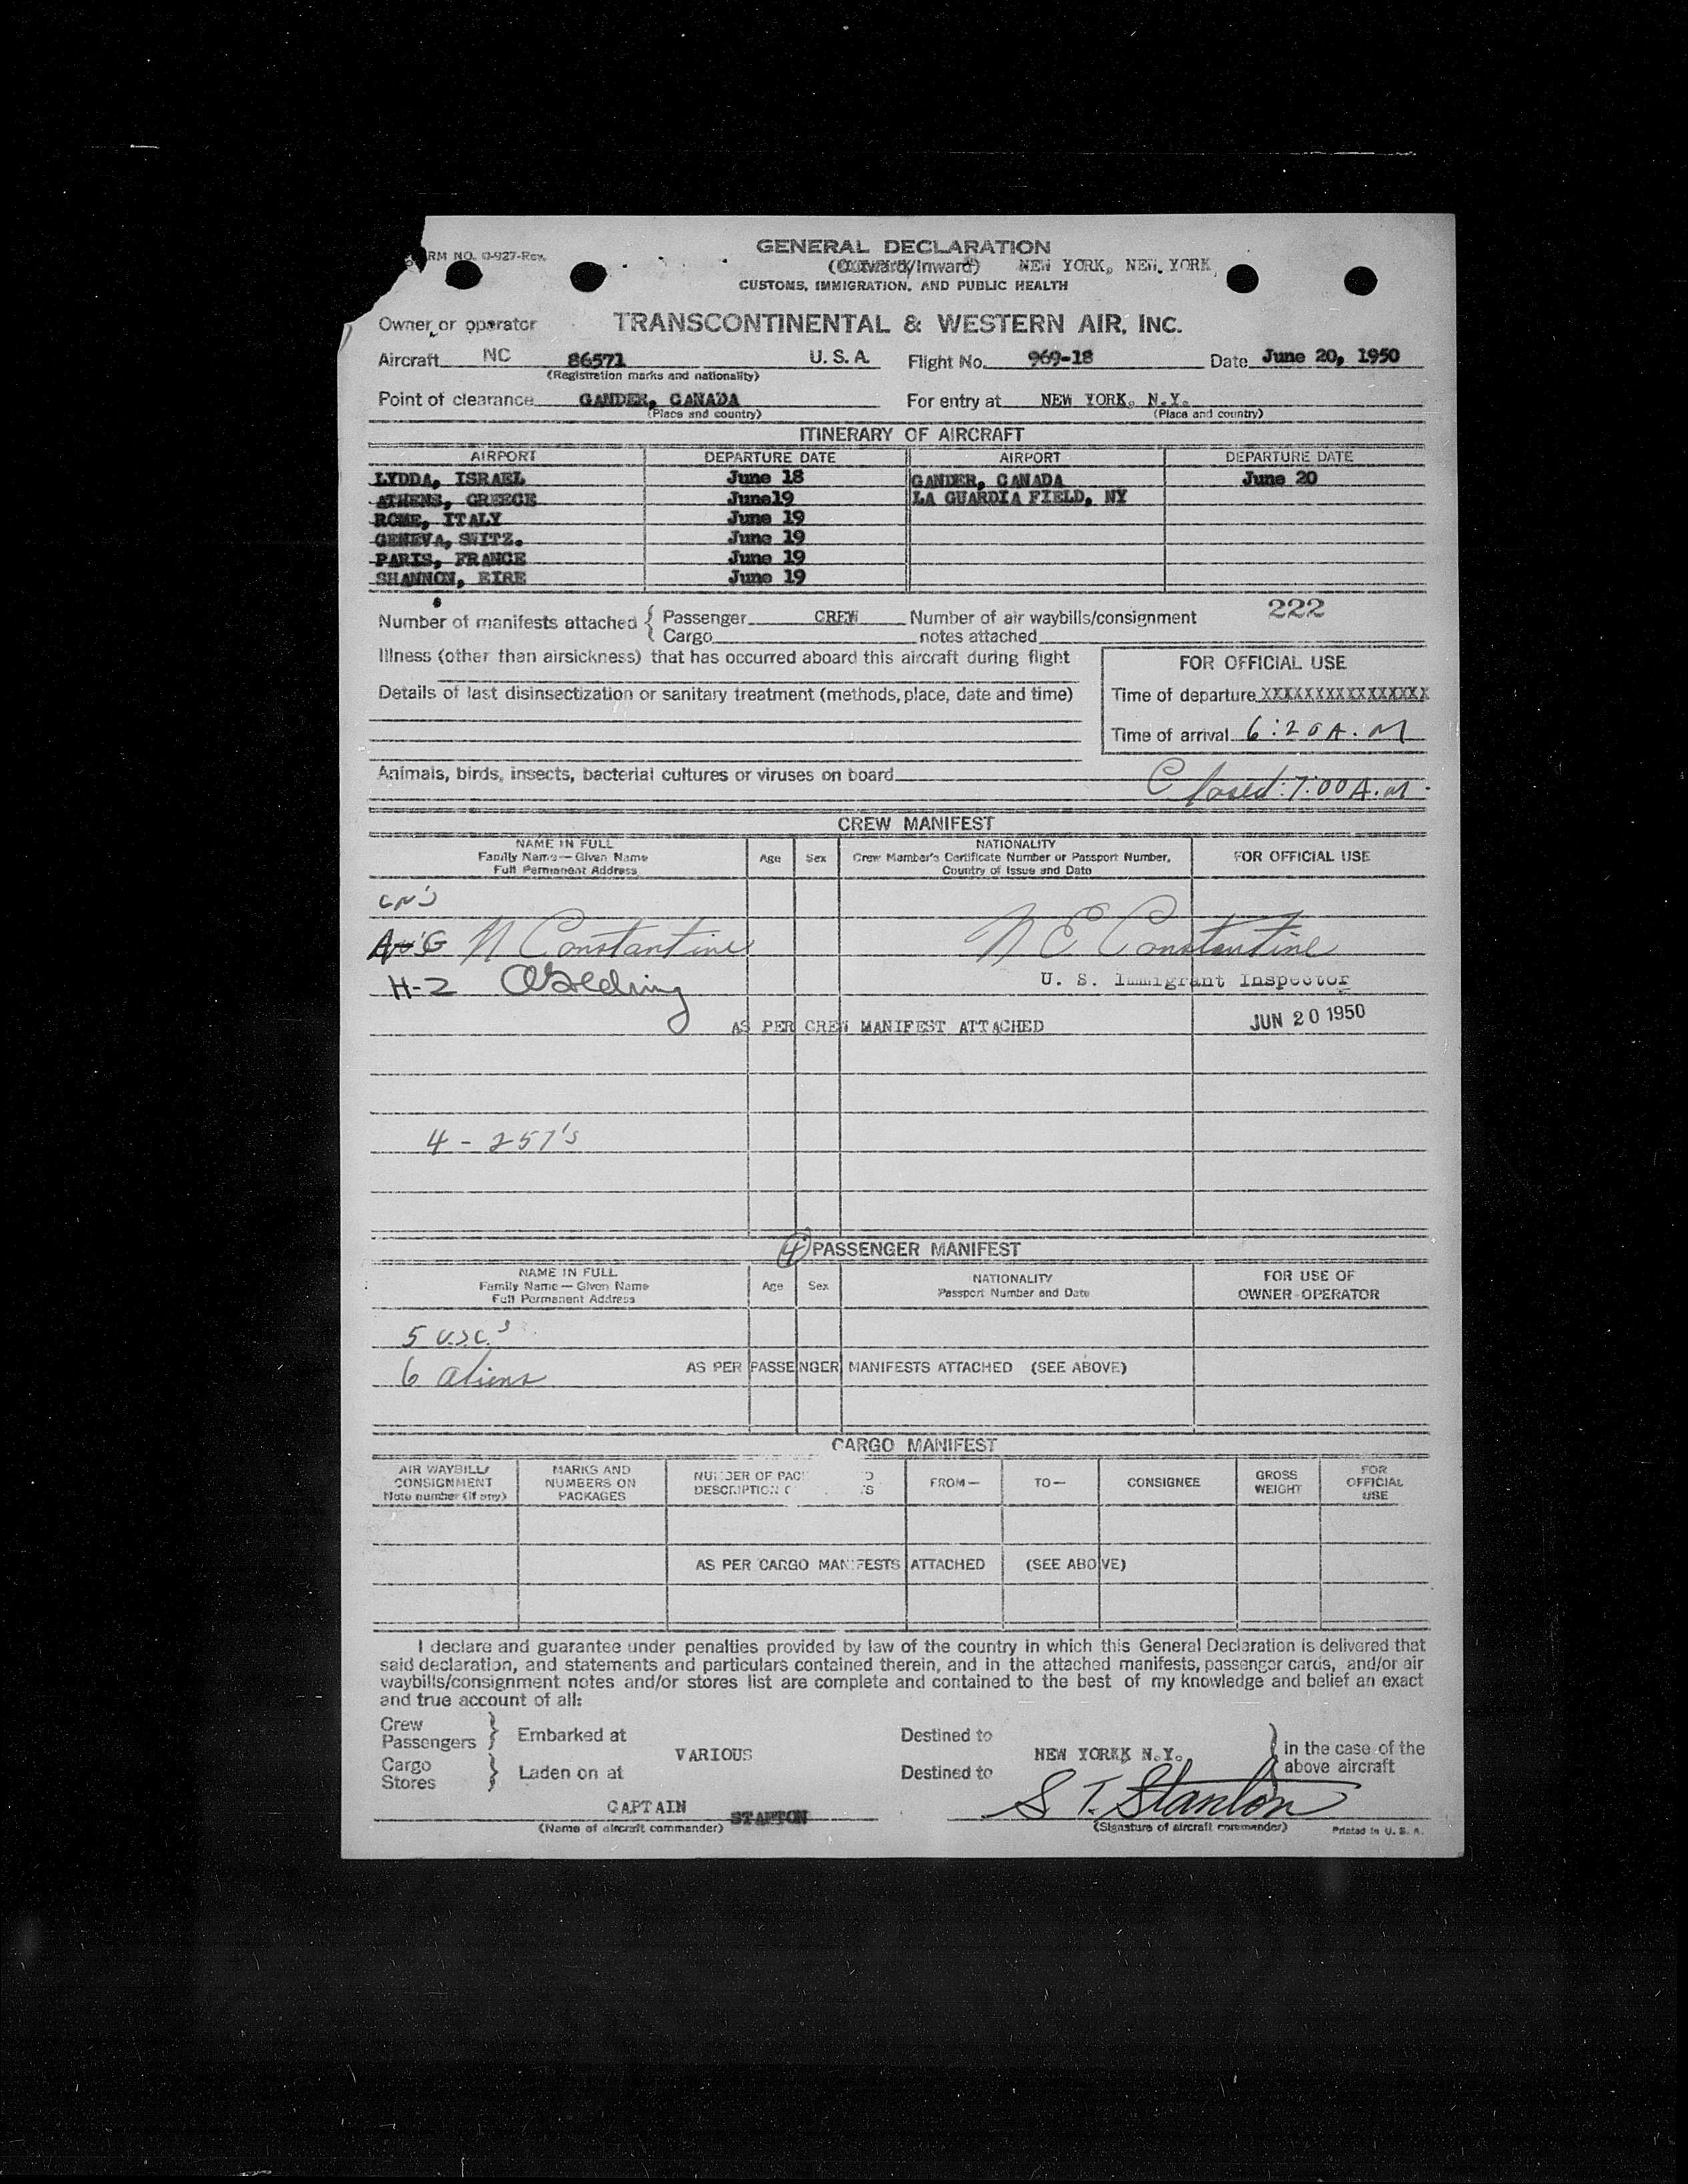 RM NO. O-927-Rev.
GENERAL DECLARATION
(Outward/Inward) NEW YORK, NEW YORK
CUSTOMS, IMMIGRATION, AND PUBLIC HEALTH
Owner or operator TRANSCONTINENTAL & WESTERN AIR, INC.
Aircraft NC 86571 U. S. A. Flight No. 969-18 Date June 20, 1950
(Registration marks and nationality)
Point of clearance GANDER, CANADA For entry at NEW YORK, N.Y.
(Place and country) (Place and country)
ITINERARY OF AIRCRAFT
AIRPORT DEPARTURE DATE AIRPORT DEPARTURE DATE
LYDDA, ISRAEL June 18 GANDER, CANADA June 20
ATHENS, GREECE June19 LA GUARDIA FIELD, NY
ROME, ITALY June 19
GENEVA, SWITZ. June 19
PARIS, FRANCE June 19
SHANNON, EIRE June 19
Number of manifests attached { Passenger CREW Number of air waybills/consignment 222
Cargo notes attached
Illness (other than airsickness) that has occurred aboard this aircraft during flight
FOR OFFICIAL USE
Details of last disinsectization or sanitary treatment (methods, place, date and time)
Time of departure XXXXXXXXXXXXXXXX
Time of arrival 6:20 A.M
Animals, birds, insects, bacterial cultures or viruses on board
Closed: 7:00 A.M.
CREW MANIFEST
NAME IN FULL
Family Name — Given Name
Full Permanent Address
Age Sex
NATIONALITY
Crew Member's Certificate Number or Passport Number,
Country of Issue and Date
FOR OFFICIAL USE
N Constantine N E Constantine
H-2
U. S. Immigrant Inspector
AS PER CREW MANIFEST ATTACHED JUN 20 1950
4 - 257's
4 PASSENGER MANIFEST
NAME IN FULL
Family Name — Given Name
Full Permanent Address
Age Sex
NATIONALITY
Passport Number and Date
FOR USE OF
OWNER-OPERATOR
5 U.S.C.'s
6 aliens AS PER PASSENGER MANIFESTS ATTACHED (SEE ABOVE)
CARGO MANIFEST
AIR WAYBILL/
CONSIGNMENT
Note number (if any)
MARKS AND
NUMBERS ON
PACKAGES
NUMBER OF PAC
DESCRIPTION
FROM— TO— CONSIGNEE
GROSS
WEIGHT
FOR
OFFICIAL
USE
AS PER CARGO MANIFESTS ATTACHED (SEE ABOVE)
I declare and guarantee under penalties provided by law of the country in which this General Declaration is delivered that
said declaration, and statements and particulars contained therein, and in the attached manifests, passenger cards, and/or air
waybills/consignment notes and/or stores list are complete and contained to the best of my knowledge and belief an exact
and true account of all:
Crew
Passengers } Embarked at Destined to
VARIOUS NEW YORKK N.Y.
Cargo
Stores } Laden on at Destined to
} in the case of the
above aircraft
CAPTAIN STANTON S T. Stanton
(Name of aircraft commander) (Signature of aircraft commander) Printed in U. S. A.